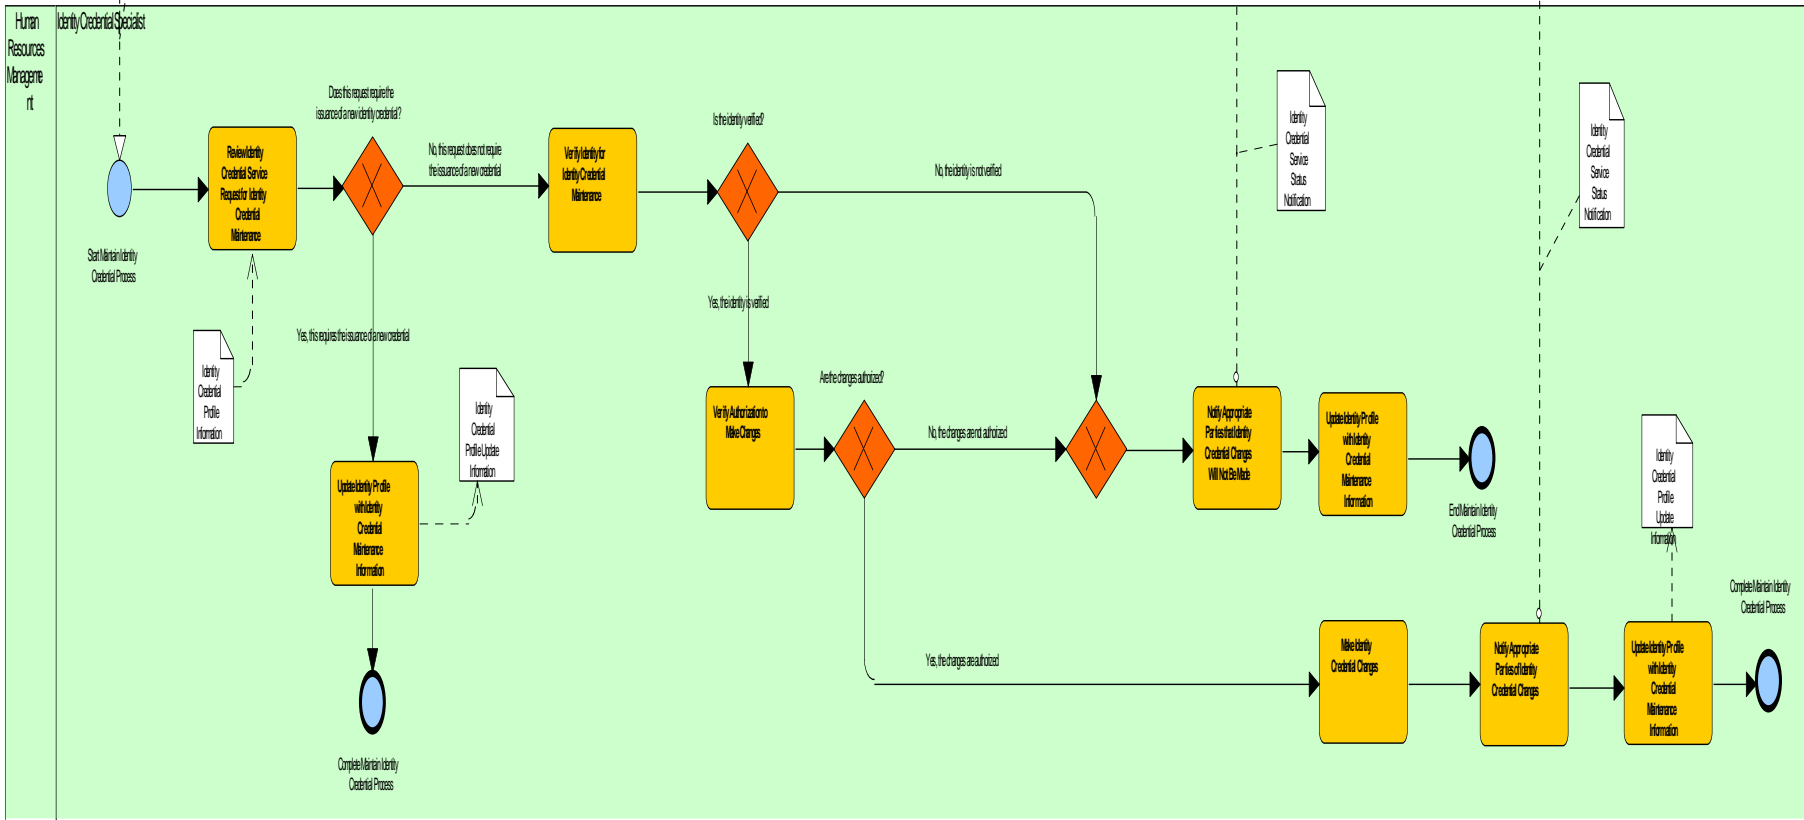 Human
Resources
Manageme
nt
Identity Credential Specialist
Start Maintain Identity
Credential Process
Review Identity
Credential Service
Request for Identity
Credential
Maintenance
Identity
Credential
Profile
Information
Does this request require the
issuance of a new identity credential?
No, this request does not require
the issuance of a new credential
Yes, this requires the issuance of a new credential
Update Identity Profile
with Identity
Credential
Maintenance
Information
Identity
Credential
Profile Update
Information
Complete Maintain Identity
Credential Process
Verify Identity for
Identity Credential
Maintenance
Is the identity verified?
No, the identity is not verified
Yes, the identity is verified
Verify Authorization to
Make Changes
Are the changes authorized?
No, the changes are not authorized
Yes, the changes are authorized
Notify Appropriate
Parties that Identity
Credential Changes
Will Not Be Made
Identity
Credential
Service
Status
Notification
Update Identity Profile
with Identity
Credential
Maintenance
Information
End Maintain Identity
Credential Process
Identity
Credential
Service
Status
Notification
Make Identity
Credential Changes
Notify Appropriate
Parties of Identity
Credential Changes
Update Identity Profile
with Identity
Credential
Maintenance
Information
Identity
Credential
Profile
Update
Information
Complete Maintain Identity
Credential Process